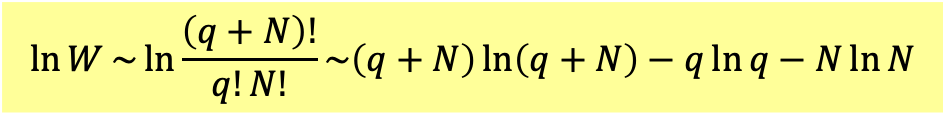 ln W ~ ln (q + N)! / q! N! ~ (q + N) ln(q + N) − q ln q − N ln N